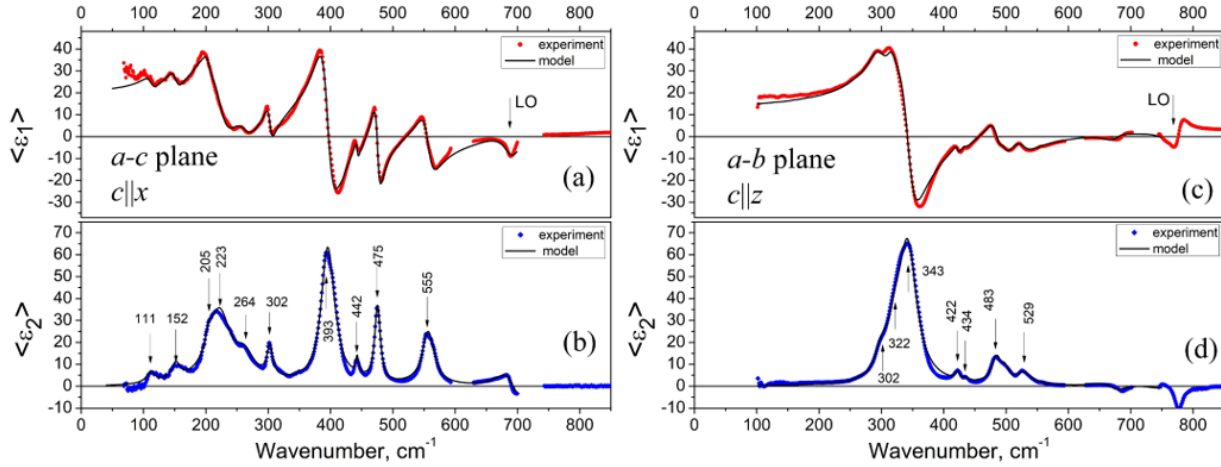 0 100 200 300 400 500 600 700 800
0 100 200 300 400 500 600 700 800
40
30
20
10
0
-10
-20
-30
<ε1>
experiment
model
LO
a-c plane
c||x
(a)
40
30
20
10
0
-10
-20
-30
<ε1>
experiment
model
LO
a-b plane
c||z
(c)
70
60
50
40
30
20
10
0
-10
<ε2>
experiment
model
111
152
205
223
264
302
393
442
475
555
(b)
0 100 200 300 400 500 600 700 800
Wavenumber, cm-1
70
60
50
40
30
20
10
0
-10
<ε2>
experiment
model
302
322
343
422
434
483
529
(d)
0 100 200 300 400 500 600 700 800
Wavenumber, cm-1